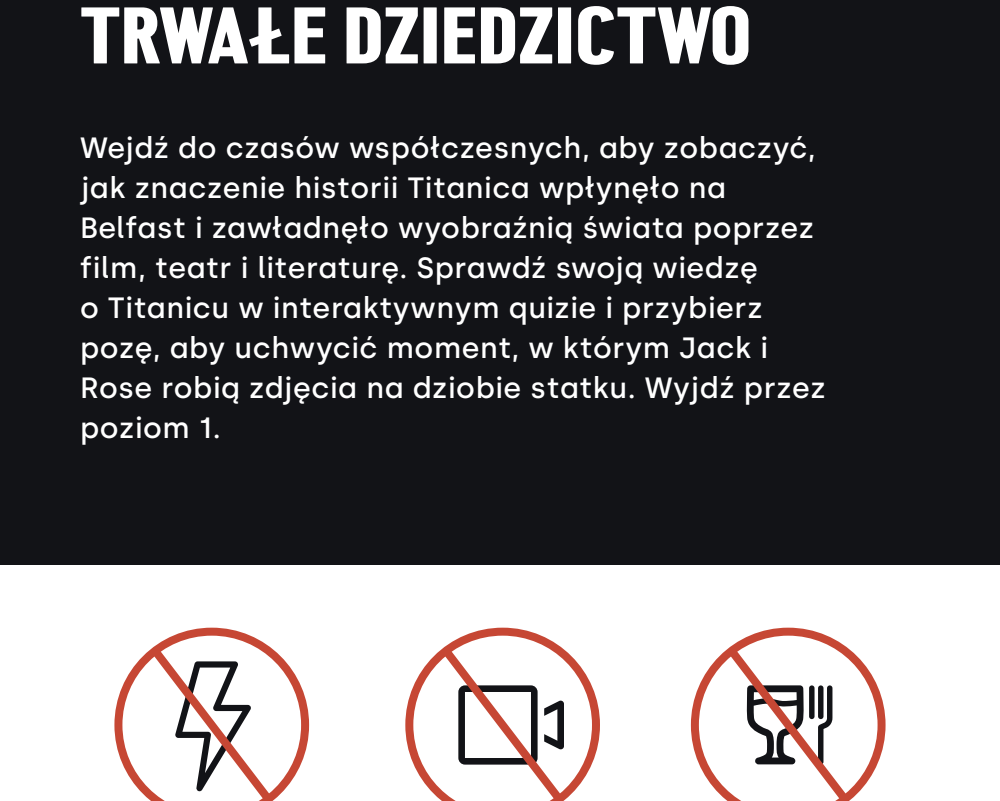 TRWAŁE DZIEDZICTWO
Wejdź do czasów współczesnych, aby zobaczyć,
jak znaczenie historii Titanica wpłynęło na
Belfast i zawładnęło wyobraźnią świata poprzez
film, teatr i literaturę. Sprawdź swoją wiedzę
o Titanicu w interaktywnym quizie i przybierz
pozę, aby uchwycić moment, w którym Jack i
Rose robią zdjęcia na dziobie statku. Wyjdź przez
poziom 1.